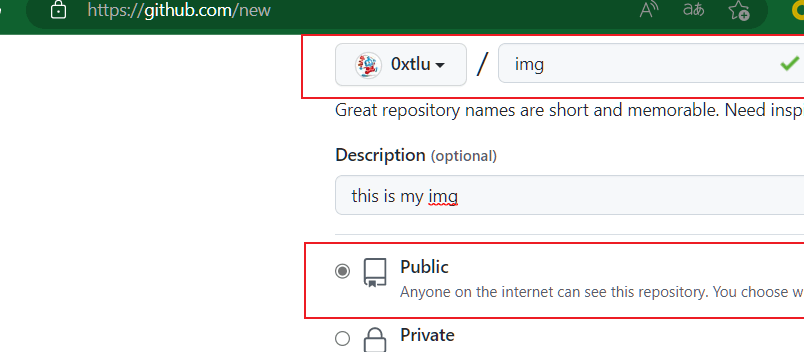 https://github.com/new
0xtlu / img
Great repository names are short and memorable. Need
Description (optional)
this is my img
Public
Anyone on the internet can see this repository. You choose
Private